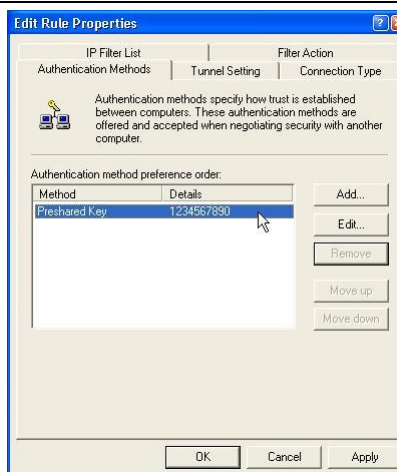 Edit Rule Properties
IP Filter List
Filter Action
Authentication Methods
Tunnel Setting
Connection Type
Authentication methods specify how trust is established
between computers. These authentication methods are
offered and accepted when negotiating security with another
computer.
Authentication method preference order:
Method Details
Preshared Key 1234567890
Add...
Edit...
Remove
Move up
Move down
OK Cancel Apply